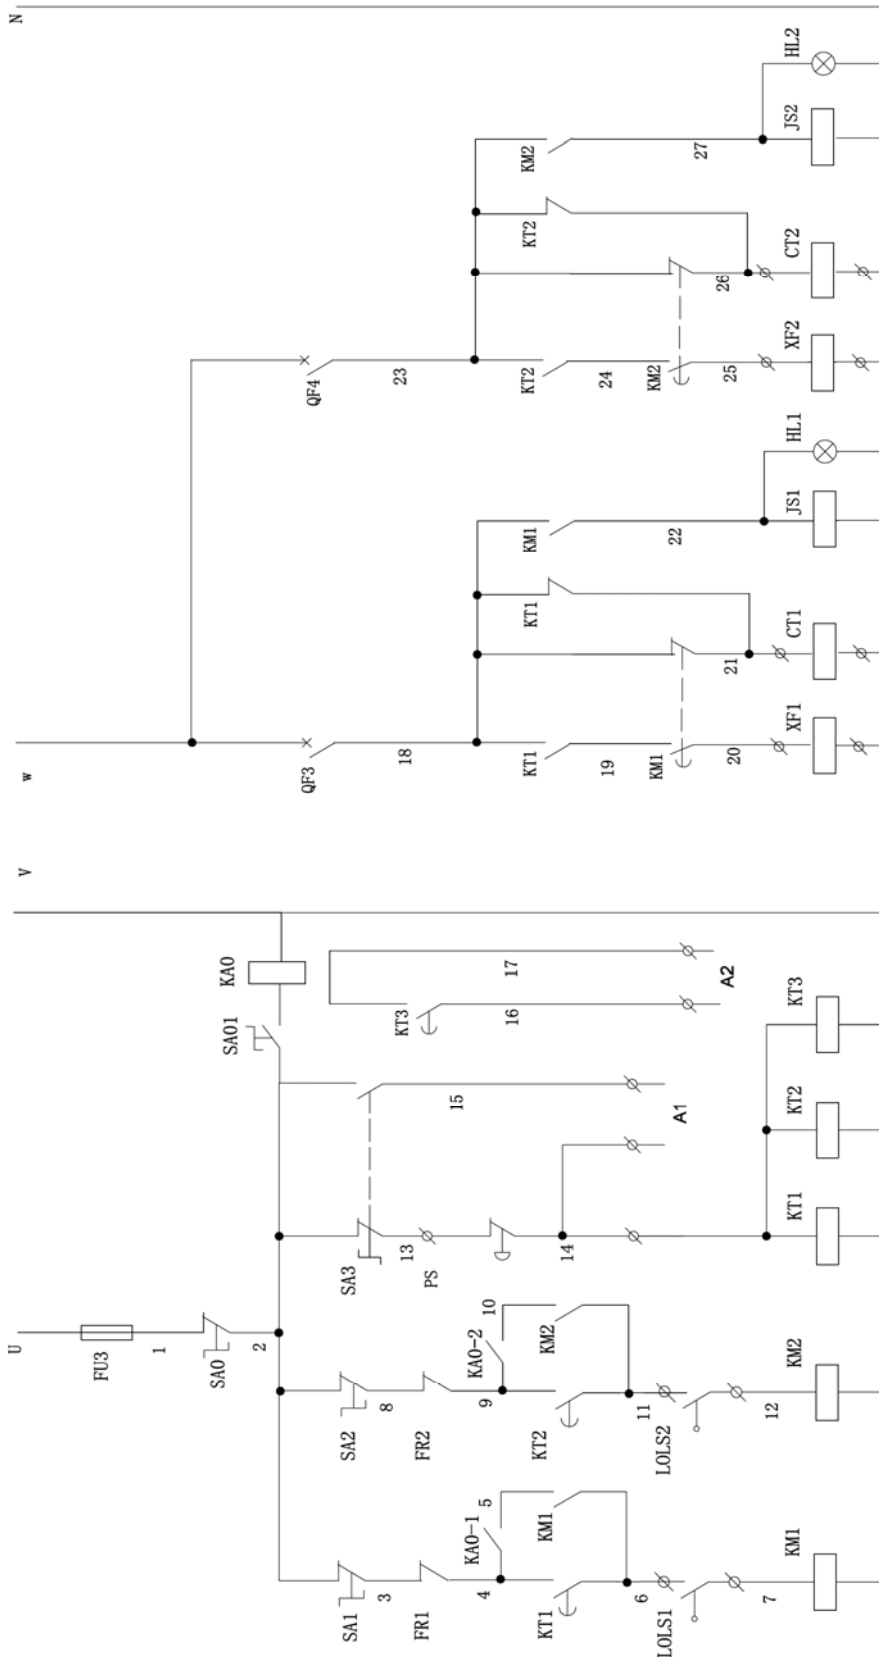 U
V
w
N
FU3
1
SA0
2
SA01
KA0
SA1
3
FR1
4
KA0-1
5
KT1
KM1
6
LOLS1
7
KM1
SA2
8
FR2
9
KA0-2
10
KT2
KM2
11
LOLS2
12
KM2
SA3
13
PS
14
15
A1
KT3
16
17
A2
KT1
KT2
KT3
QF3
18
KT1
19
KM1
20
XF1
KT1
21
CT1
KM1
22
JS1
HL1
QF4
23
KT2
24
KM2
25
XF2
KT2
26
CT2
KM2
27
JS2
HL2